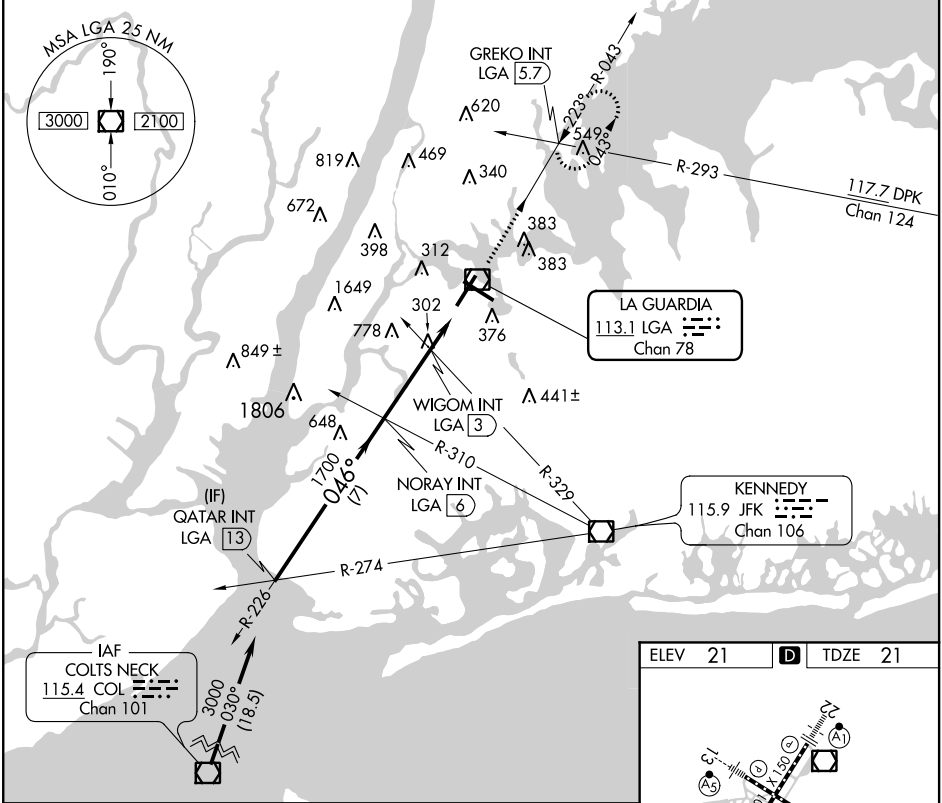 MSA LGA 25 NM
190°
3000
2100
010°
GREKO INT
LGA 5.7
R-043
223°
043°
620
549
819
469
340
R-293
117.7 DPK
Chan 124
672
398
312
383
383
1649
302
778
376
LA GUARDIA
113.1 LGA
Chan 78
849 ±
1806
441±
648
WIGOM INT
LGA 3
1700
046°
(7)
R-310
R-329
NORAY INT
LGA 6
(IF)
QATAR INT
LGA 13
KENNEDY
115.9 JFK
Chan 106
R-274
R-226
IAF
COLTS NECK
115.4 COL
Chan 101
3000
030°
(18.5)
ELEV 21
D
TDZE 21
22
A1
P
13
P
A5
X 150